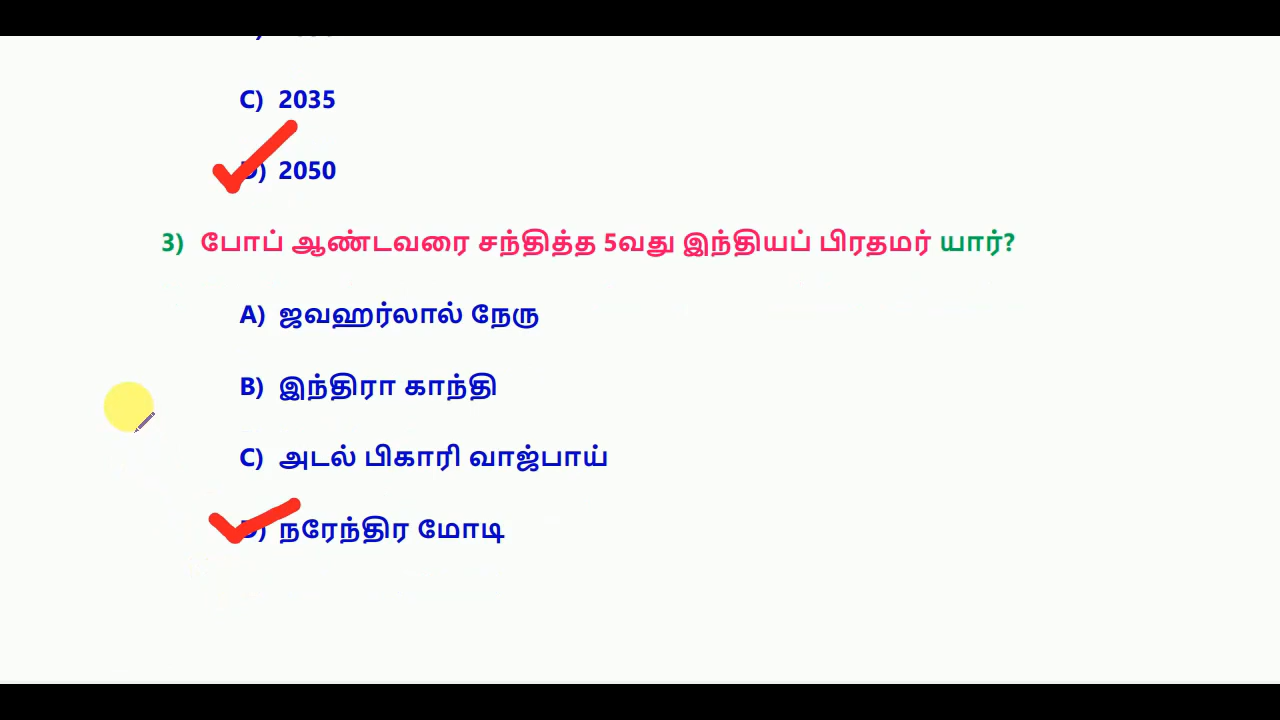 C) 2035
D) 2050
3) போப் ஆண்டவரை சந்தித்த 5வது இந்தியப் பிரதமர் யார்?
A) ஜவஹர்லால் நேரு
B) இந்திரா காந்தி
C) அடல் பிகாரி வாஜ்பாய்
D) நரேந்திர மோடி